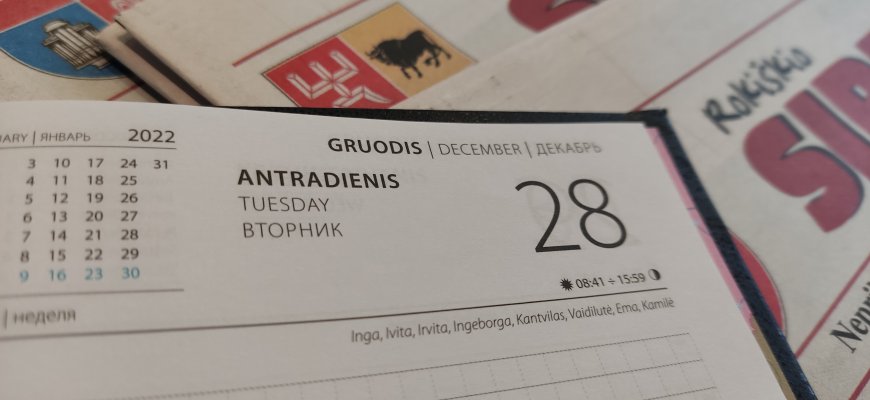 Rokiškio
SIR
GRUODIS | DECEMBER | ДЕКАБРЬ
| ЯНВАРЬ 2022
ANTRADIENIS
TUESDAY
ВТОРНИК
28
3 10 17 24 31
4 11 18 25
5 12 19 26
6 13 20 27
7 14 21 28
8 15 22 29
9 16 23 30
08:41 ÷ 15:59
| неделя
Inga, Ivita, Irvita, Ingeborga, Kantvilas, Vaidilutė, Ema, Kamilė